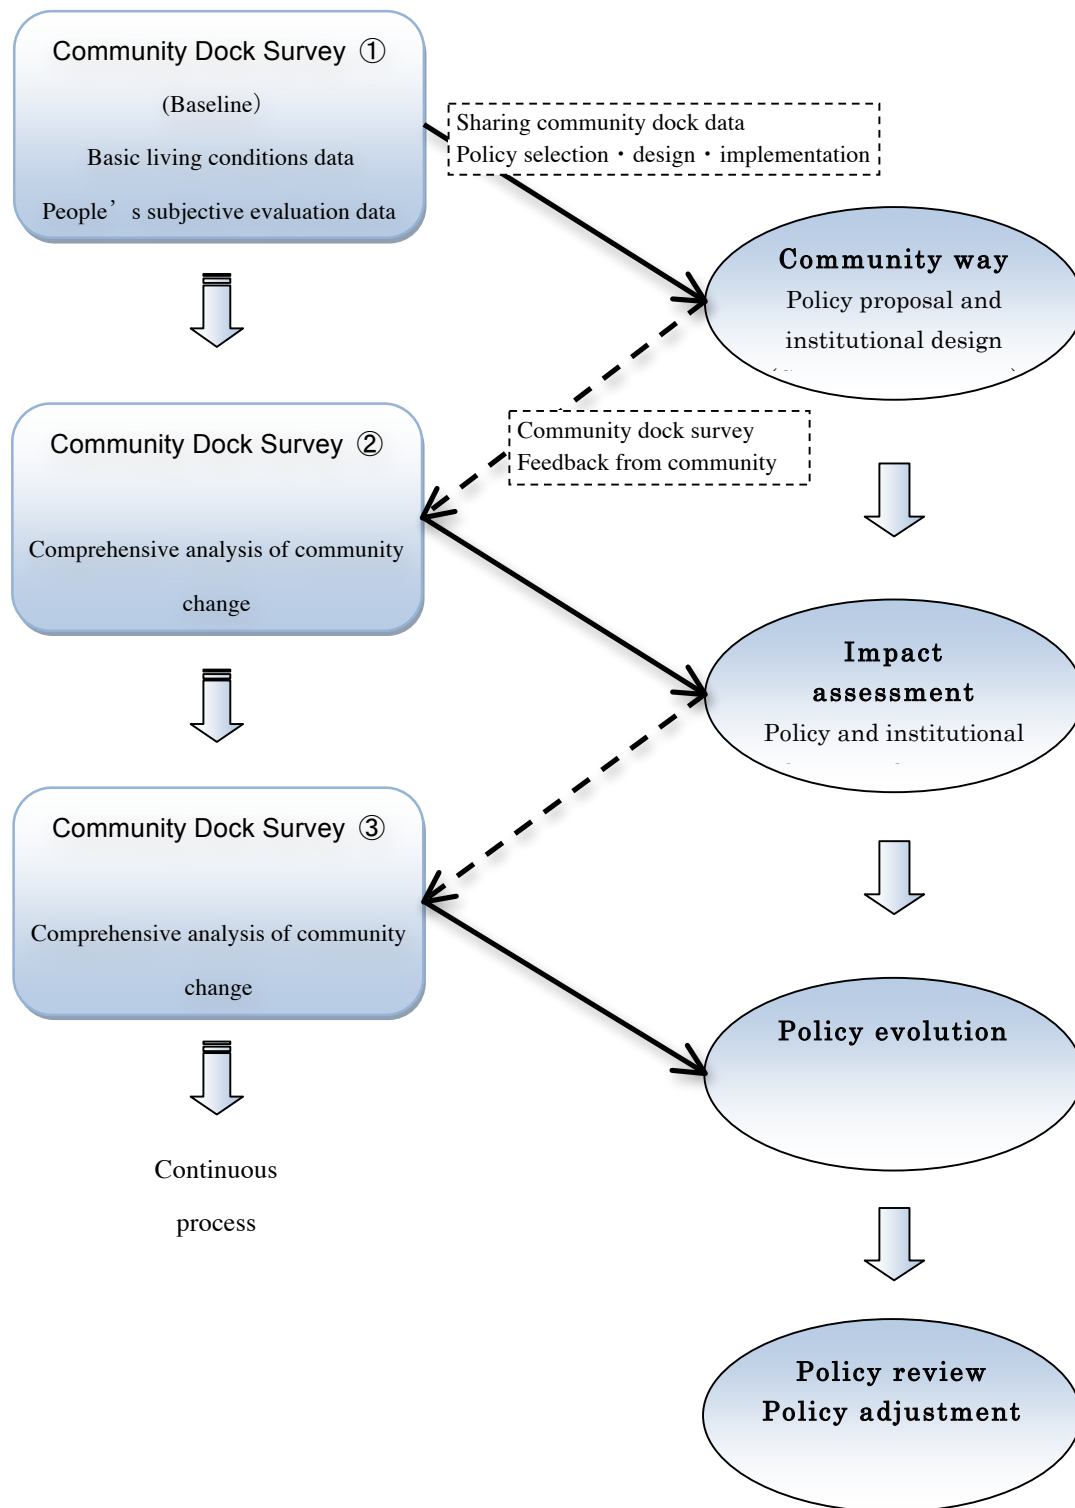 Community Dock Survey ①
(Baseline）
Basic living conditions data
People’ s subjective evaluation data
Sharing community dock data
Policy selection・design・implementation
Community way
Policy proposal and
institutional design
Community dock survey
Feedback from community
Community Dock Survey ②
Comprehensive analysis of community
change
Impact
assessment
Policy and institutional
Community Dock Survey ③
Comprehensive analysis of community
change
Policy evolution
Continuous
process
Policy review
Policy adjustment